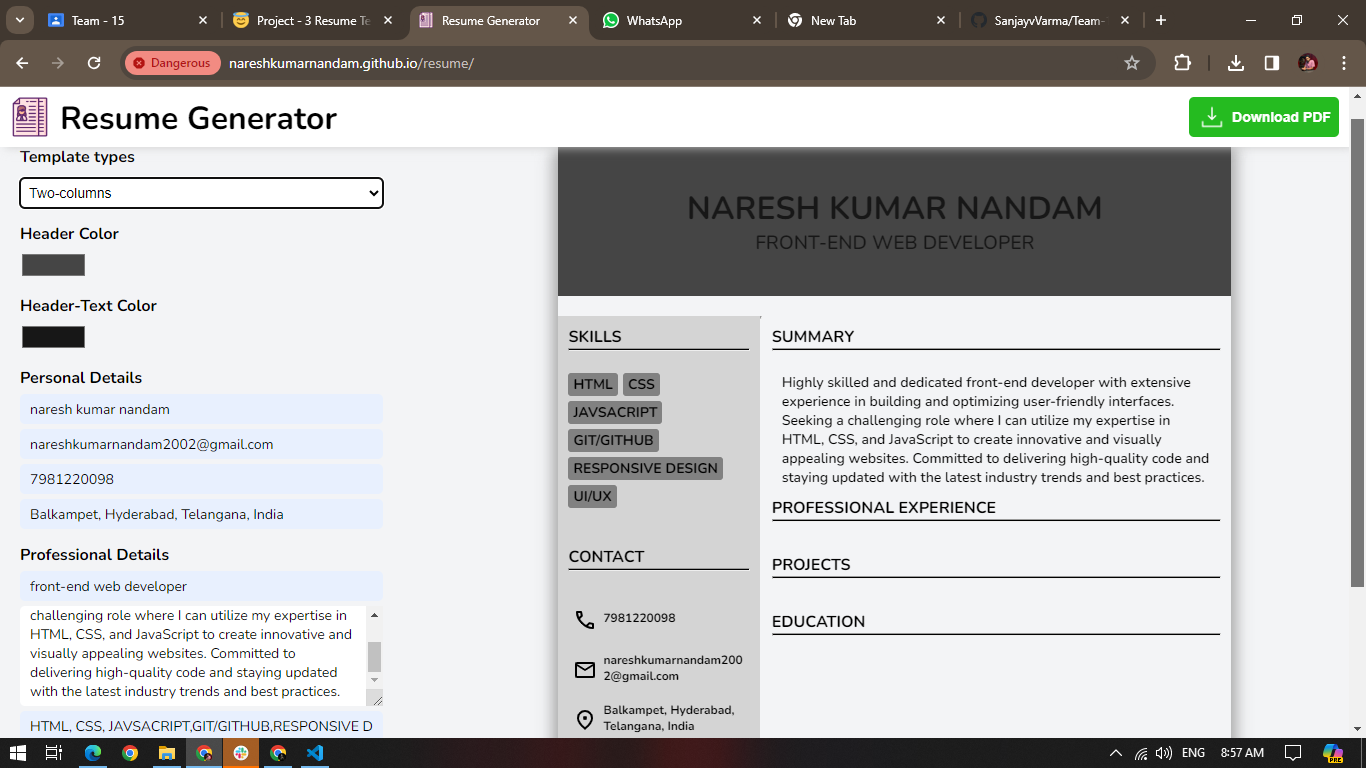 Team - 15
Project - 3 Resume Te
Resume Generator
WhatsApp
New Tab
SanjayvVarma/Team-
Dangerous
nareshkumarnandam.github.io/resume/
Resume Generator
Download PDF
Template types
Two-columns
Header Color
Header-Text Color
Personal Details
naresh kumar nandam
nareshkumarnandam2002@gmail.com
7981220098
Balkampet, Hyderabad, Telangana, India
Professional Details
front-end web developer
challenging role where I can utilize my expertise in
HTML, CSS, and JavaScript to create innovative and
visually appealing websites. Committed to
delivering high-quality code and staying updated
with the latest industry trends and best practices.
HTML, CSS, JAVSACRIPT,GIT/GITHUB,RESPONSIVE D
NARESH KUMAR NANDAM
FRONT-END WEB DEVELOPER
SKILLS
HTML CSS
JAVSACRIPT
GIT/GITHUB
RESPONSIVE DESIGN
UI/UX
CONTACT
7981220098
nareshkumarnandam200
2@gmail.com
Balkampet, Hyderabad,
Telangana, India
SUMMARY
Highly skilled and dedicated front-end developer with extensive
experience in building and optimizing user-friendly interfaces.
Seeking a challenging role where I can utilize my expertise in
HTML, CSS, and JavaScript to create innovative and visually
appealing websites. Committed to delivering high-quality code and
staying updated with the latest industry trends and best practices.
PROFESSIONAL EXPERIENCE
PROJECTS
EDUCATION
ENG
8:57 AM
PRE